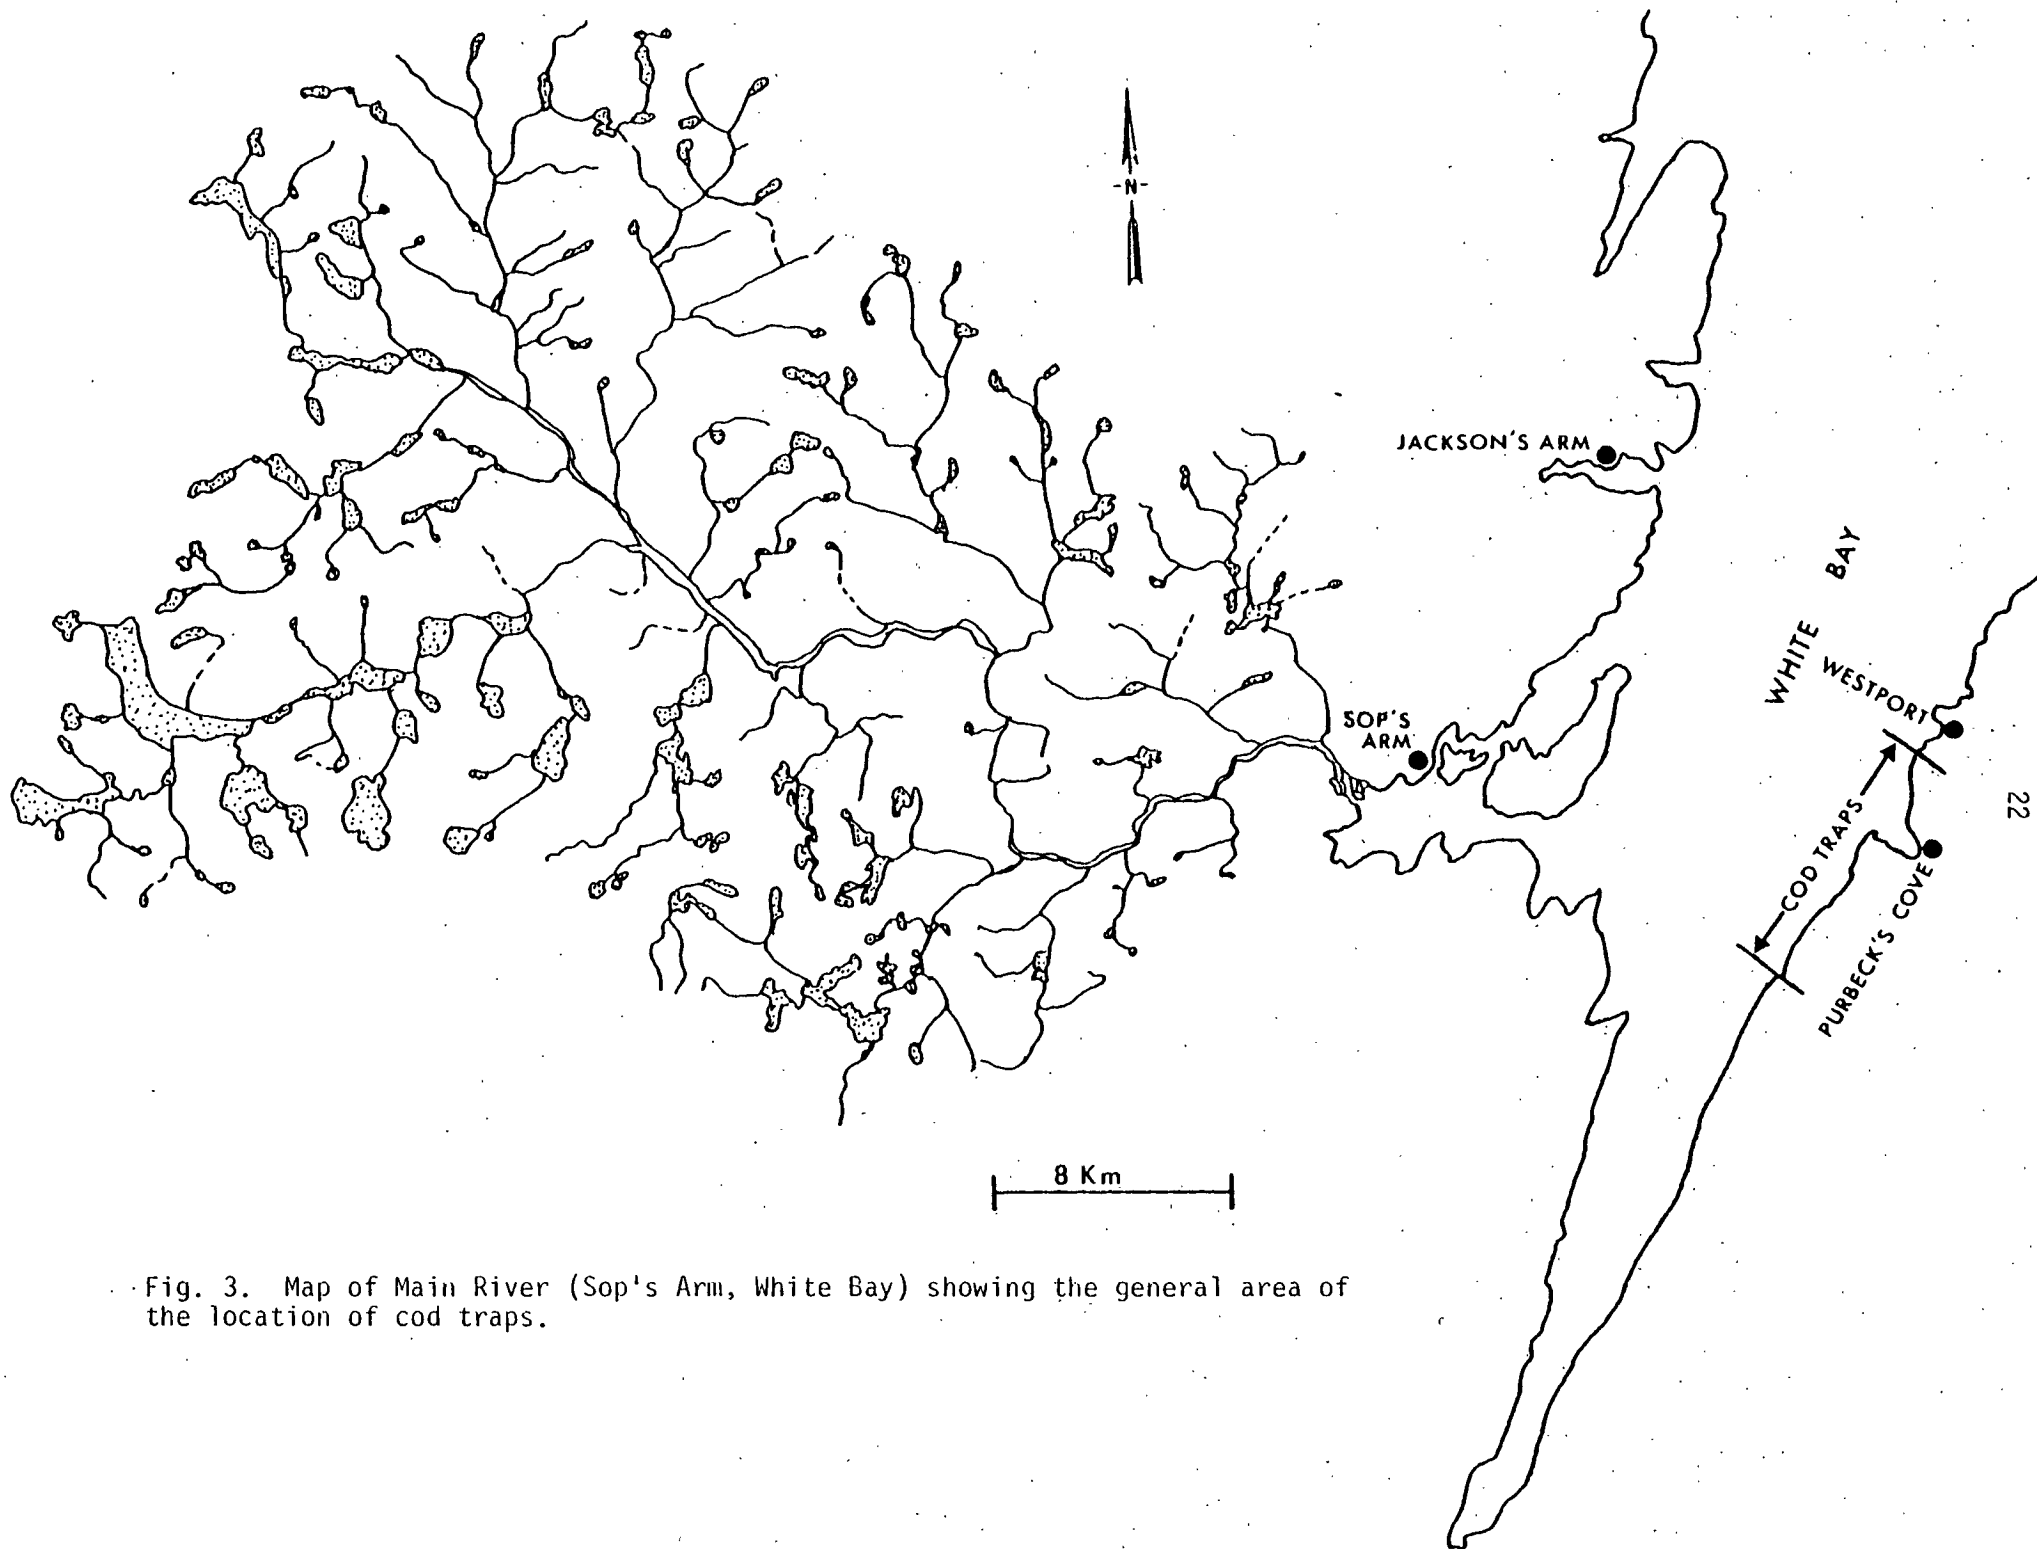 -N-
JACKSON'S ARM
WHITE BAY
WESTPORT
SOP'S
ARM
COD TRAPS
PURBECK'S COVE
22
8 Km
Fig. 3. Map of Main River (Sop's Arm, White Bay) showing the general area of
the location of cod traps.